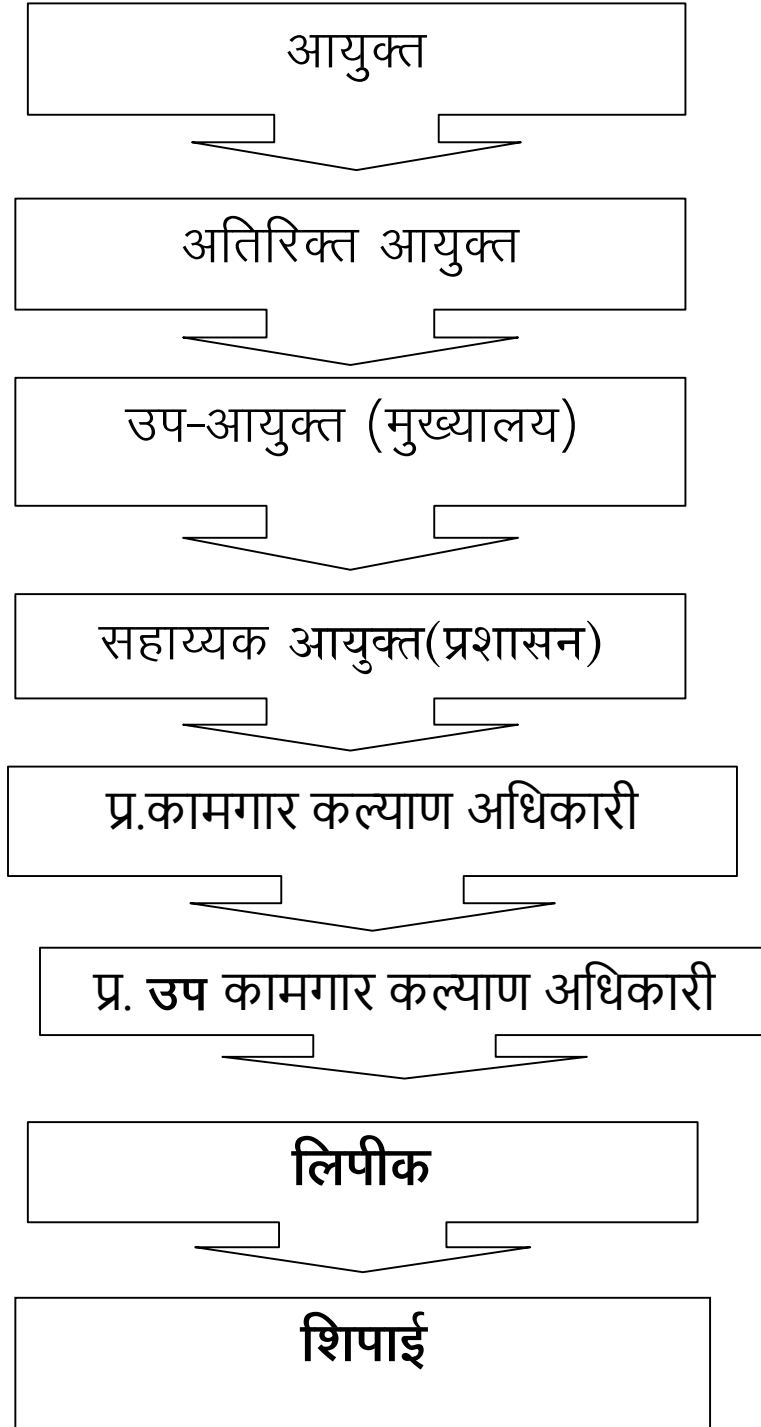 आयुक्त
अतिरिक्त आयुक्त
उप-आयुक्त (मुख्यालय)
सहाय्यक आयुक्त(प्रशासन)
प्र.कामगार कल्याण अधिकारी
प्र. उप कामगार कल्याण अधिकारी
लिपीक
शिपाई